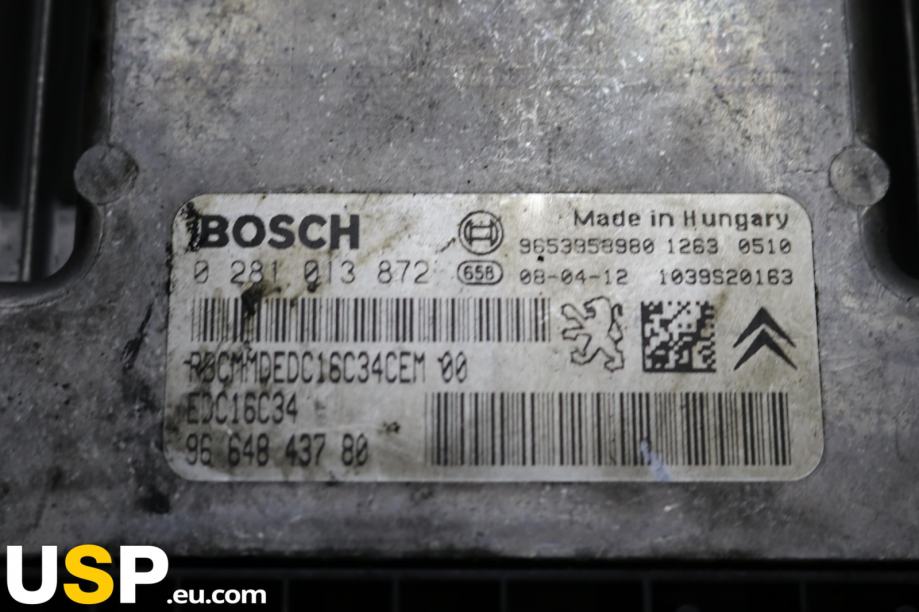 BOSCH
Made in Hungary
9653958980 1263 0510
0 281 013 872 658 08-04-12 1039S20163
RBCMMDEDC16C34CEM 00
EDC16C34
96 648 437 80
USP.eu.com